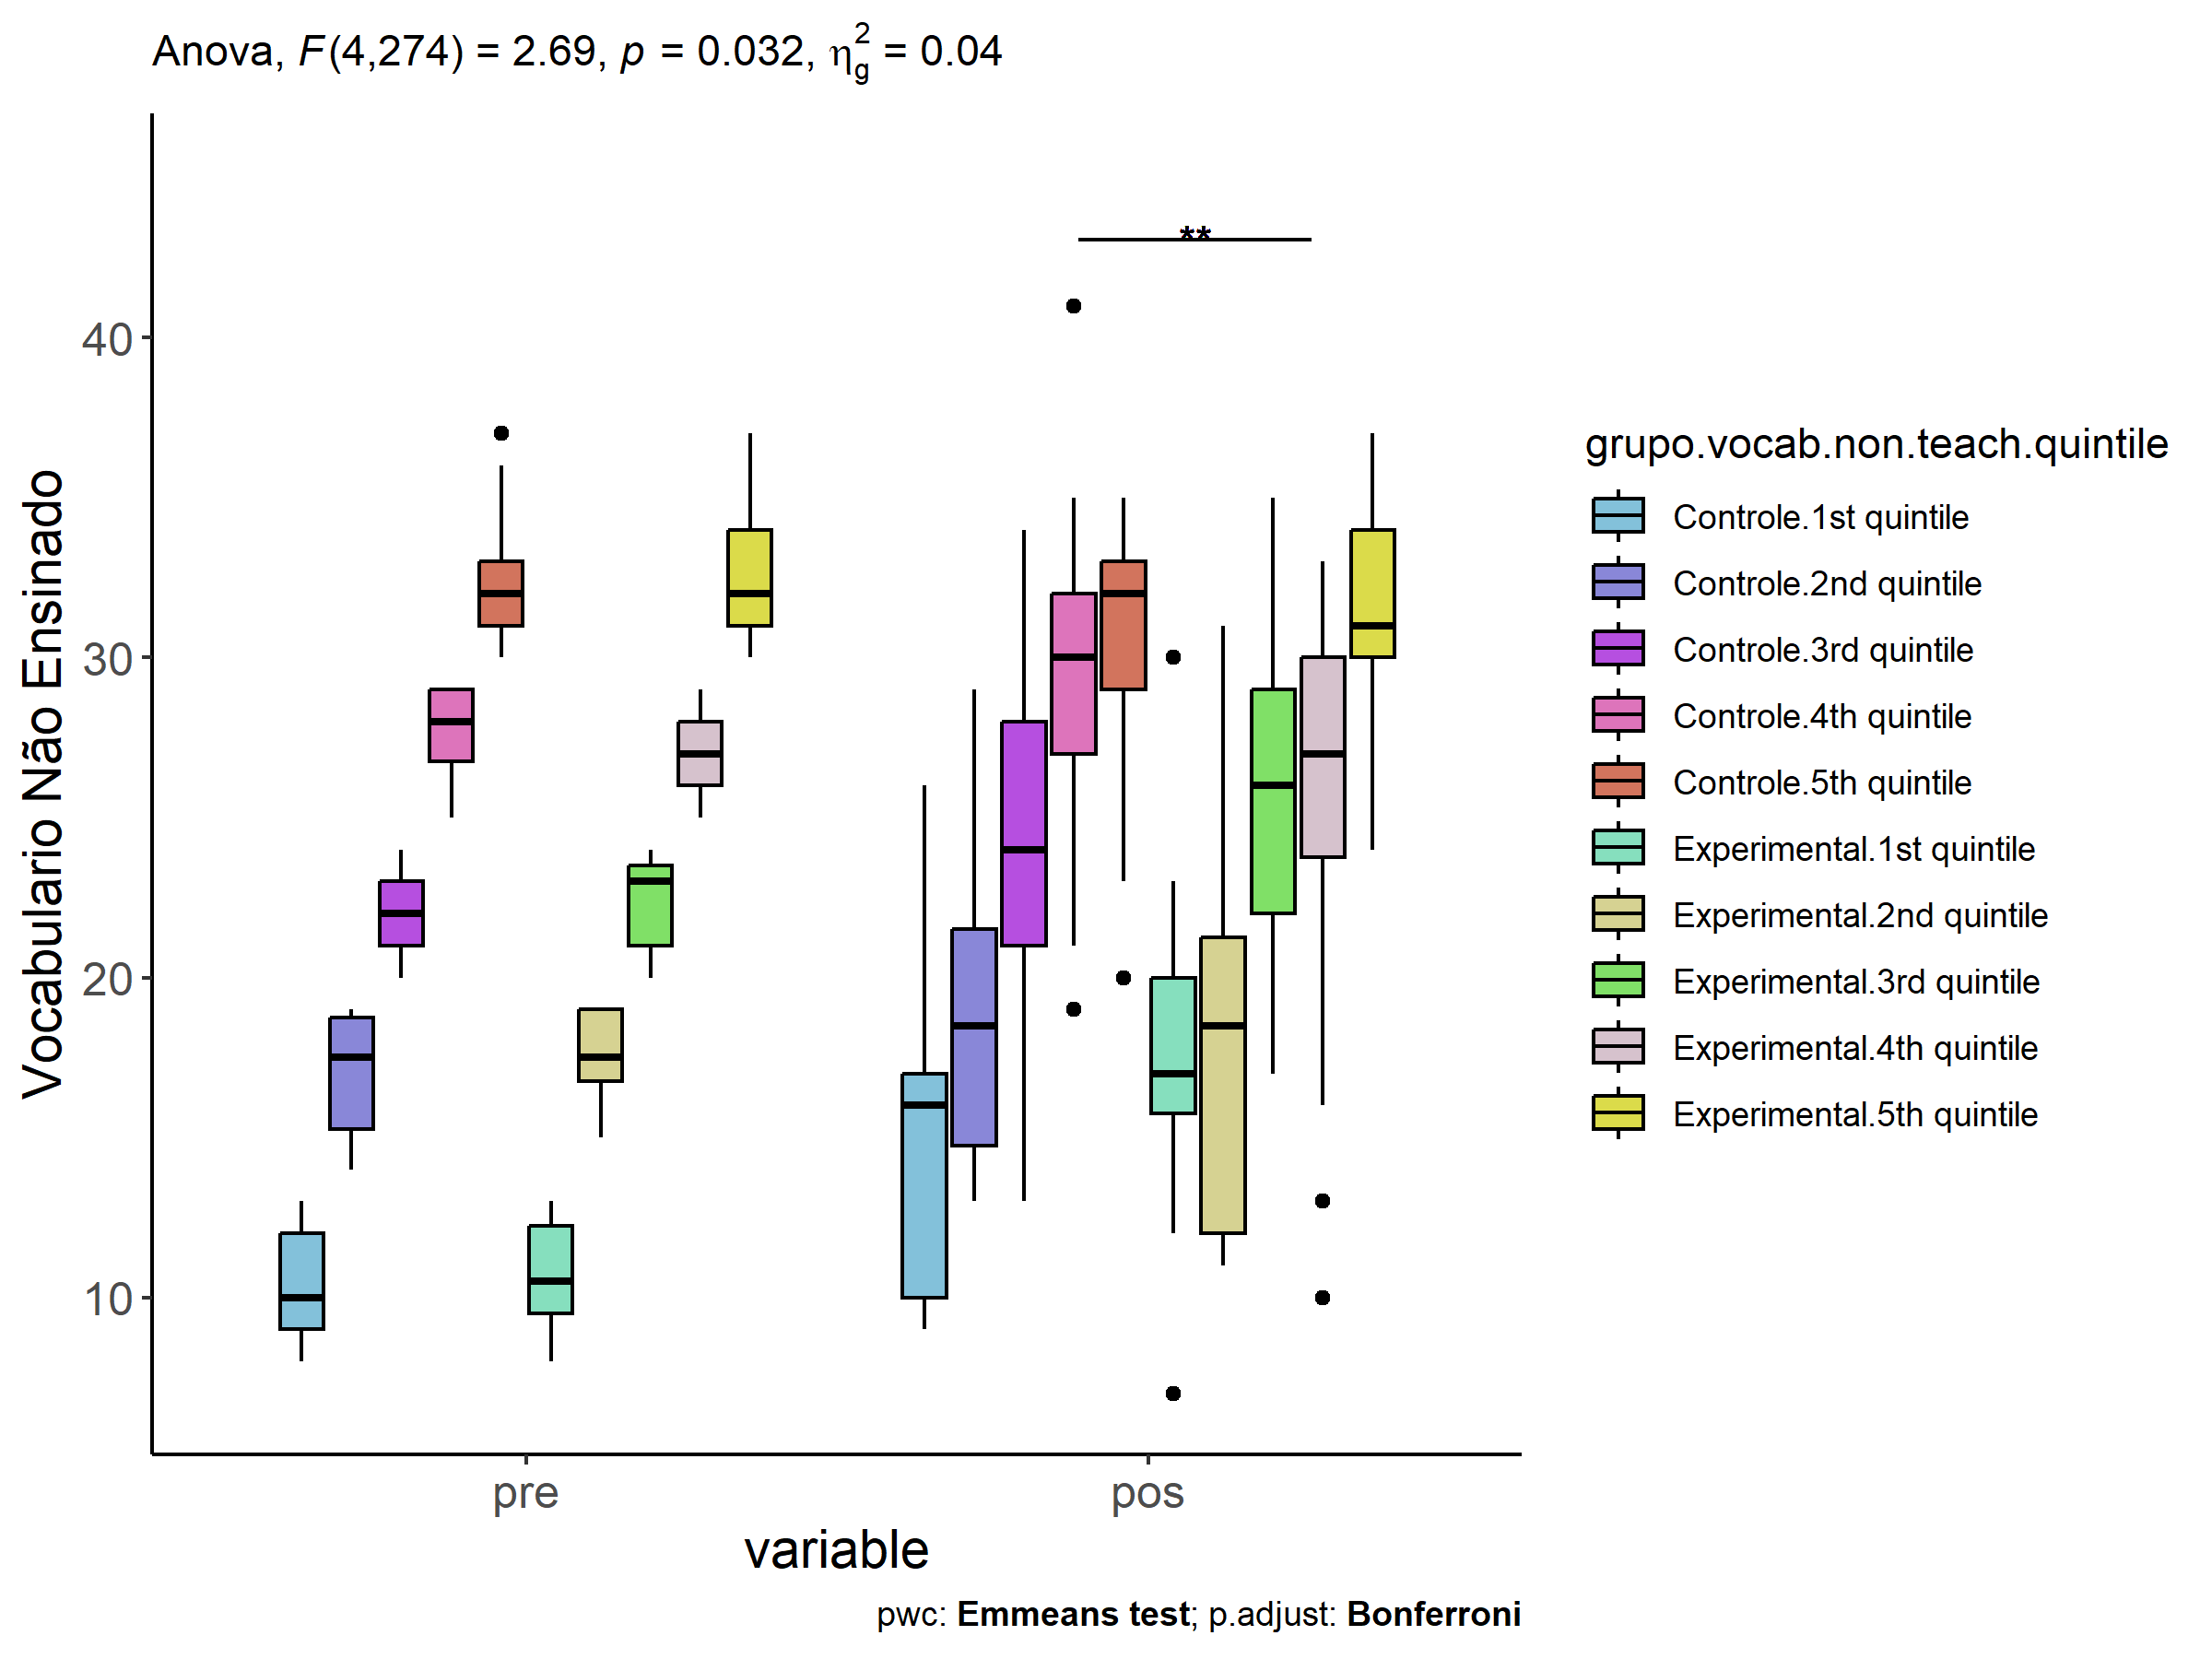 Anova, F(4,274) = 2.69, p = 0.032, η²g = 0.04
**
Vocabulario Não Ensinado
40
30
20
10
pre
pos
variable
grupo.vocab.non.teach.quintile
Controle.1st quintile
Controle.2nd quintile
Controle.3rd quintile
Controle.4th quintile
Controle.5th quintile
Experimental.1st quintile
Experimental.2nd quintile
Experimental.3rd quintile
Experimental.4th quintile
Experimental.5th quintile
pwc: Emmeans test; p.adjust: Bonferroni